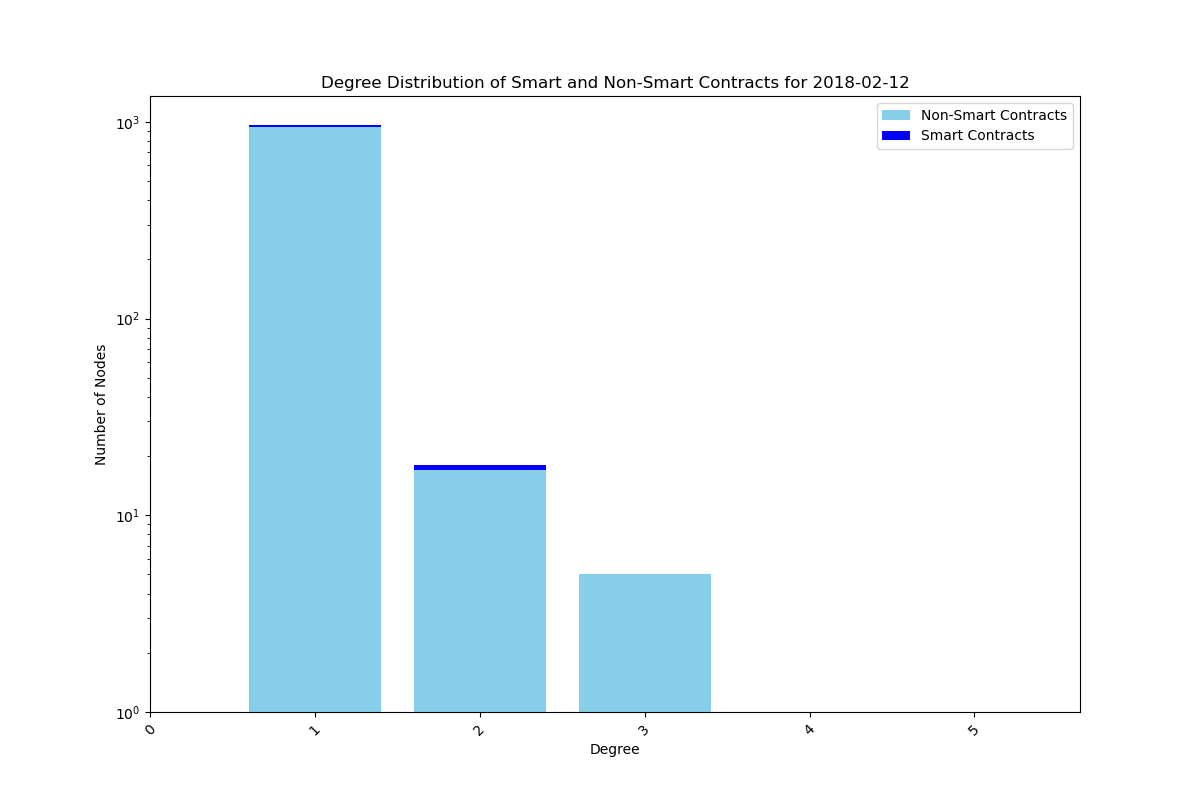 Degree Distribution of Smart and Non-Smart Contracts for 2018-02-12
Non-Smart Contracts
Smart Contracts
Number of Nodes
10³
10²
10¹
10⁰
0 1 2 3 4 5
Degree